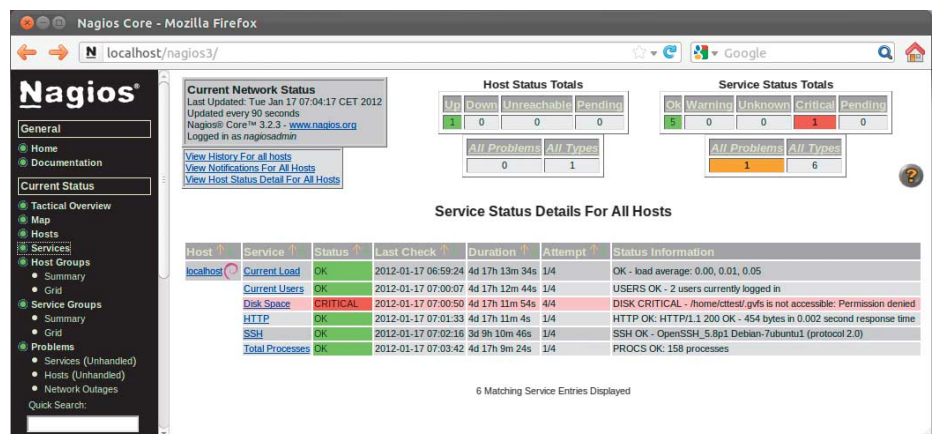 Nagios Core - Mozilla Firefox
N localhost/nagios3/
Google
Nagios®
General
Home
Documentation
Current Status
Tactical Overview
Map
Hosts
Services
Host Groups
Summary
Grid
Service Groups
Summary
Grid
Problems
Services (Unhandled)
Hosts (Unhandled)
Network Outages
Quick Search:
Current Network Status
Last Updated: Tue Jan 17 07:04:17 CET 2012
Updated every 90 seconds
Nagios® Core™ 3.2.3 - www.nagios.org
Logged in as nagiosadmin
View History For all hosts
View Notifications For All Hosts
View Host Status Detail For All Hosts
Host Status Totals
Up Down Unreachable Pending
1 0 0 0
All Problems All Types
0 1
Service Status Totals
Ok Warning Unknown Critical Pending
5 0 0 1 0
All Problems All Types
1 6
?
Service Status Details For All Hosts
Host Service Status Last Check Duration Attempt Status Information
localhost Current Load OK 2012-01-17 06:59:24 4d 17h 13m 34s 1/4 OK - load average: 0.00, 0.01, 0.05
Current Users OK 2012-01-17 07:00:07 4d 17h 12m 44s 1/4 USERS OK - 2 users currently logged in
Disk Space CRITICAL 2012-01-17 07:00:50 4d 17h 11m 54s 4/4 DISK CRITICAL - /home/cttest/.gvfs is not accessible: Permission denied
HTTP OK 2012-01-17 07:01:33 4d 17h 11m 4s 1/4 HTTP OK: HTTP/1.1 200 OK - 454 bytes in 0.002 second response time
SSH OK 2012-01-17 07:02:16 3d 9h 10m 46s 1/4 SSH OK - OpenSSH_5.8p1 Debian-7ubuntu1 (protocol 2.0)
Total Processes OK 2012-01-17 07:03:42 4d 17h 9m 24s 1/4 PROCS OK: 158 processes
6 Matching Service Entries Displayed